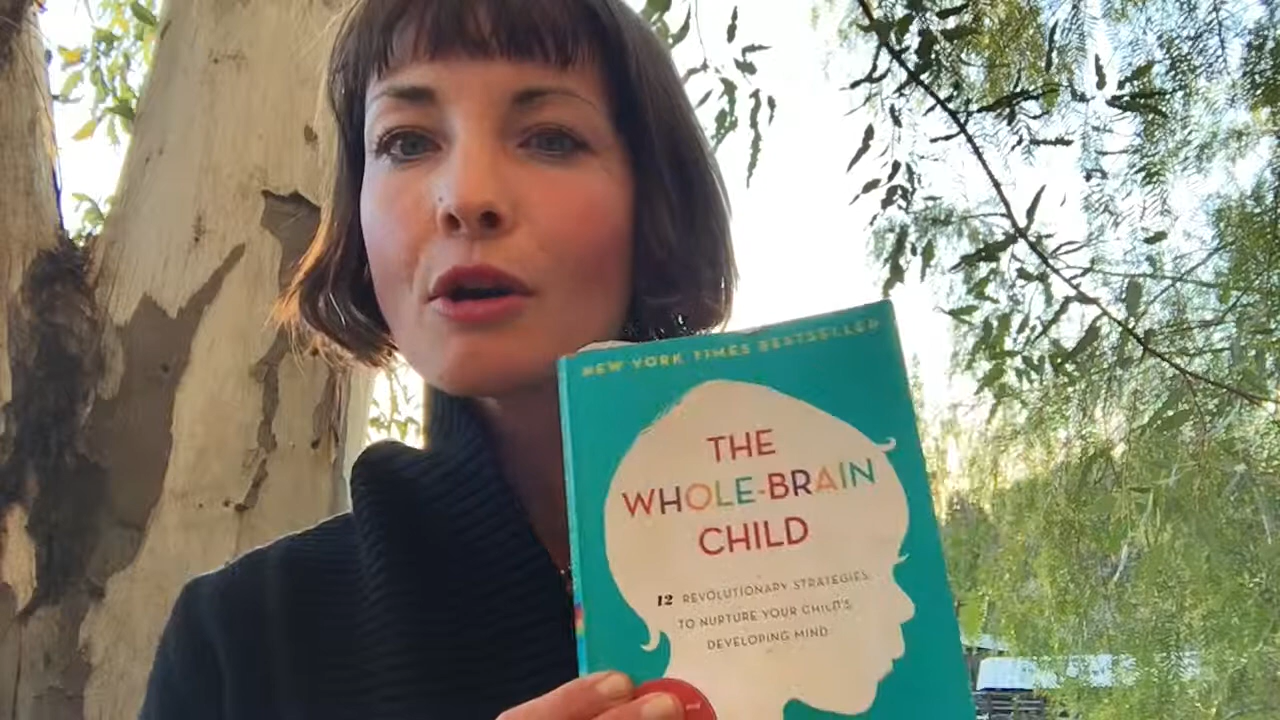 NEW YORK TIMES BESTSELLER
THE
WHOLE-BRAIN
CHILD
12 REVOLUTIONARY STRATEGIES
TO NURTURE YOUR CHILD'S
DEVELOPING MIND